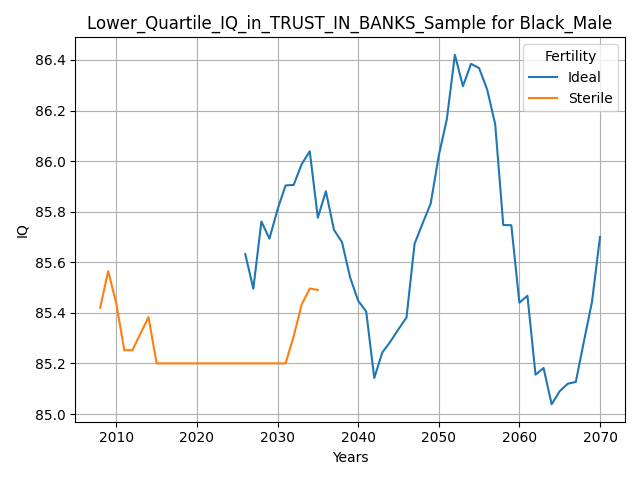 Lower_Quartile_IQ_in_TRUST_IN_BANKS_Sample for Black_Male
Fertility
Ideal
Sterile
86.4
86.2
86.0
85.8
85.6
85.4
85.2
85.0
IQ
2010 2020 2030 2040 2050 2060 2070
Years